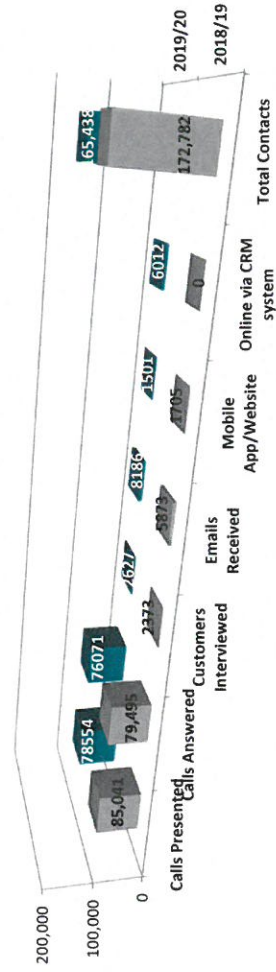 200,000
100,000
0
78554
76071
2627
8186
1501
6012
65,438
85,041
79,495
2373
5873
1705
0
172,782
2019/20
2018/19
Calls Presented
Calls Answered
Customers
Interviewed
Emails
Received
Mobile
App/Website
Online via CRM
system
Total Contacts